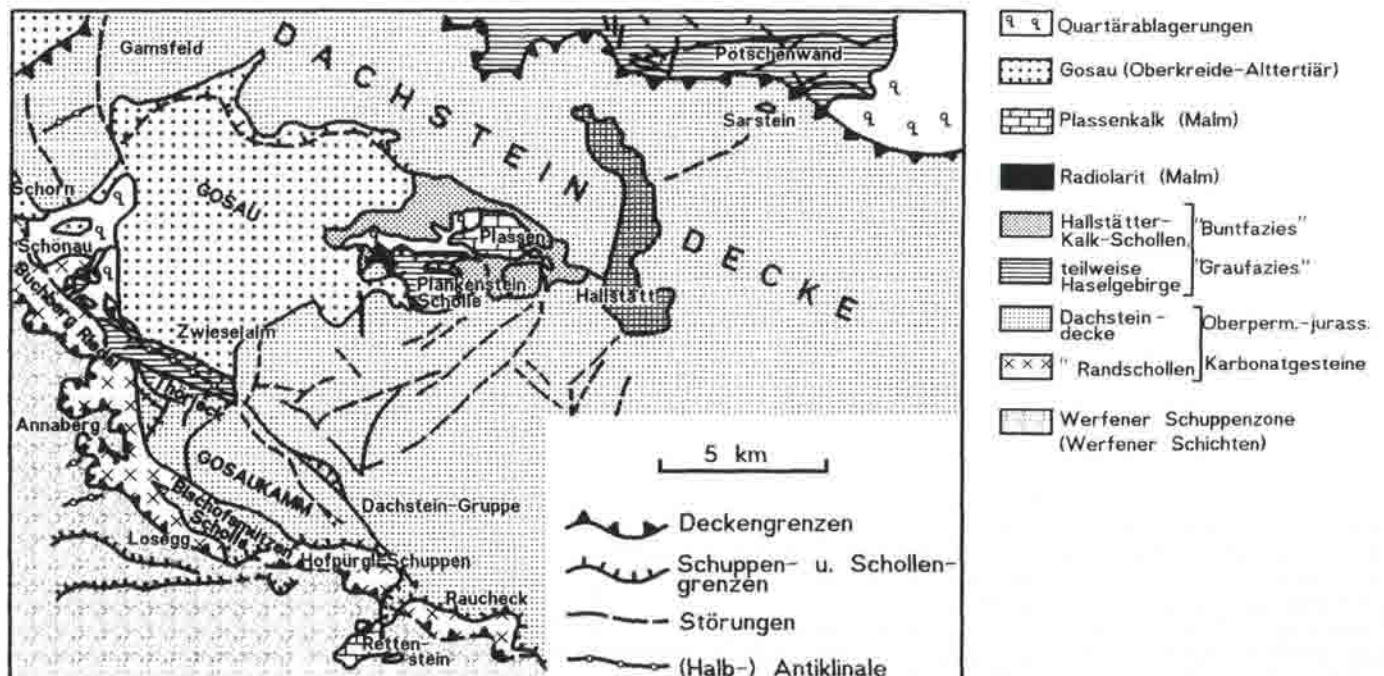 Gamsfeld
DACHSTEIN DECKE
Pötschenwand
Sarstein
Schorn
GOSAU
Schönau
Plassen
Buchberg Riedel
Plankenstein
Scholle
Hallstatt
Zwieselalm
Thörleck
Annaberg
GOSAUKAMM
Bischofsmützen
Scholle
Dachstein-Gruppe
Losegg
Hofpürgl-Schuppen
Raucheck
Retten-
stein
5 km
Deckengrenzen
Schuppen- u. Schollen-
grenzen
Störungen
(Halb-) Antiklinale
q q Quartärablagerungen
Gosau (Oberkreide-Alttertiär)
Plassenkalk (Malm)
Radiolarit (Malm)
Hallstätter- "Buntfazies"
Kalk-Schollen,
teilweise "Graufazies"
Haselgebirge
Dachstein- Oberperm.-jurass.
decke
" Randschollen Karbonatgesteine
Werfener Schuppenzone
(Werfener Schichten)